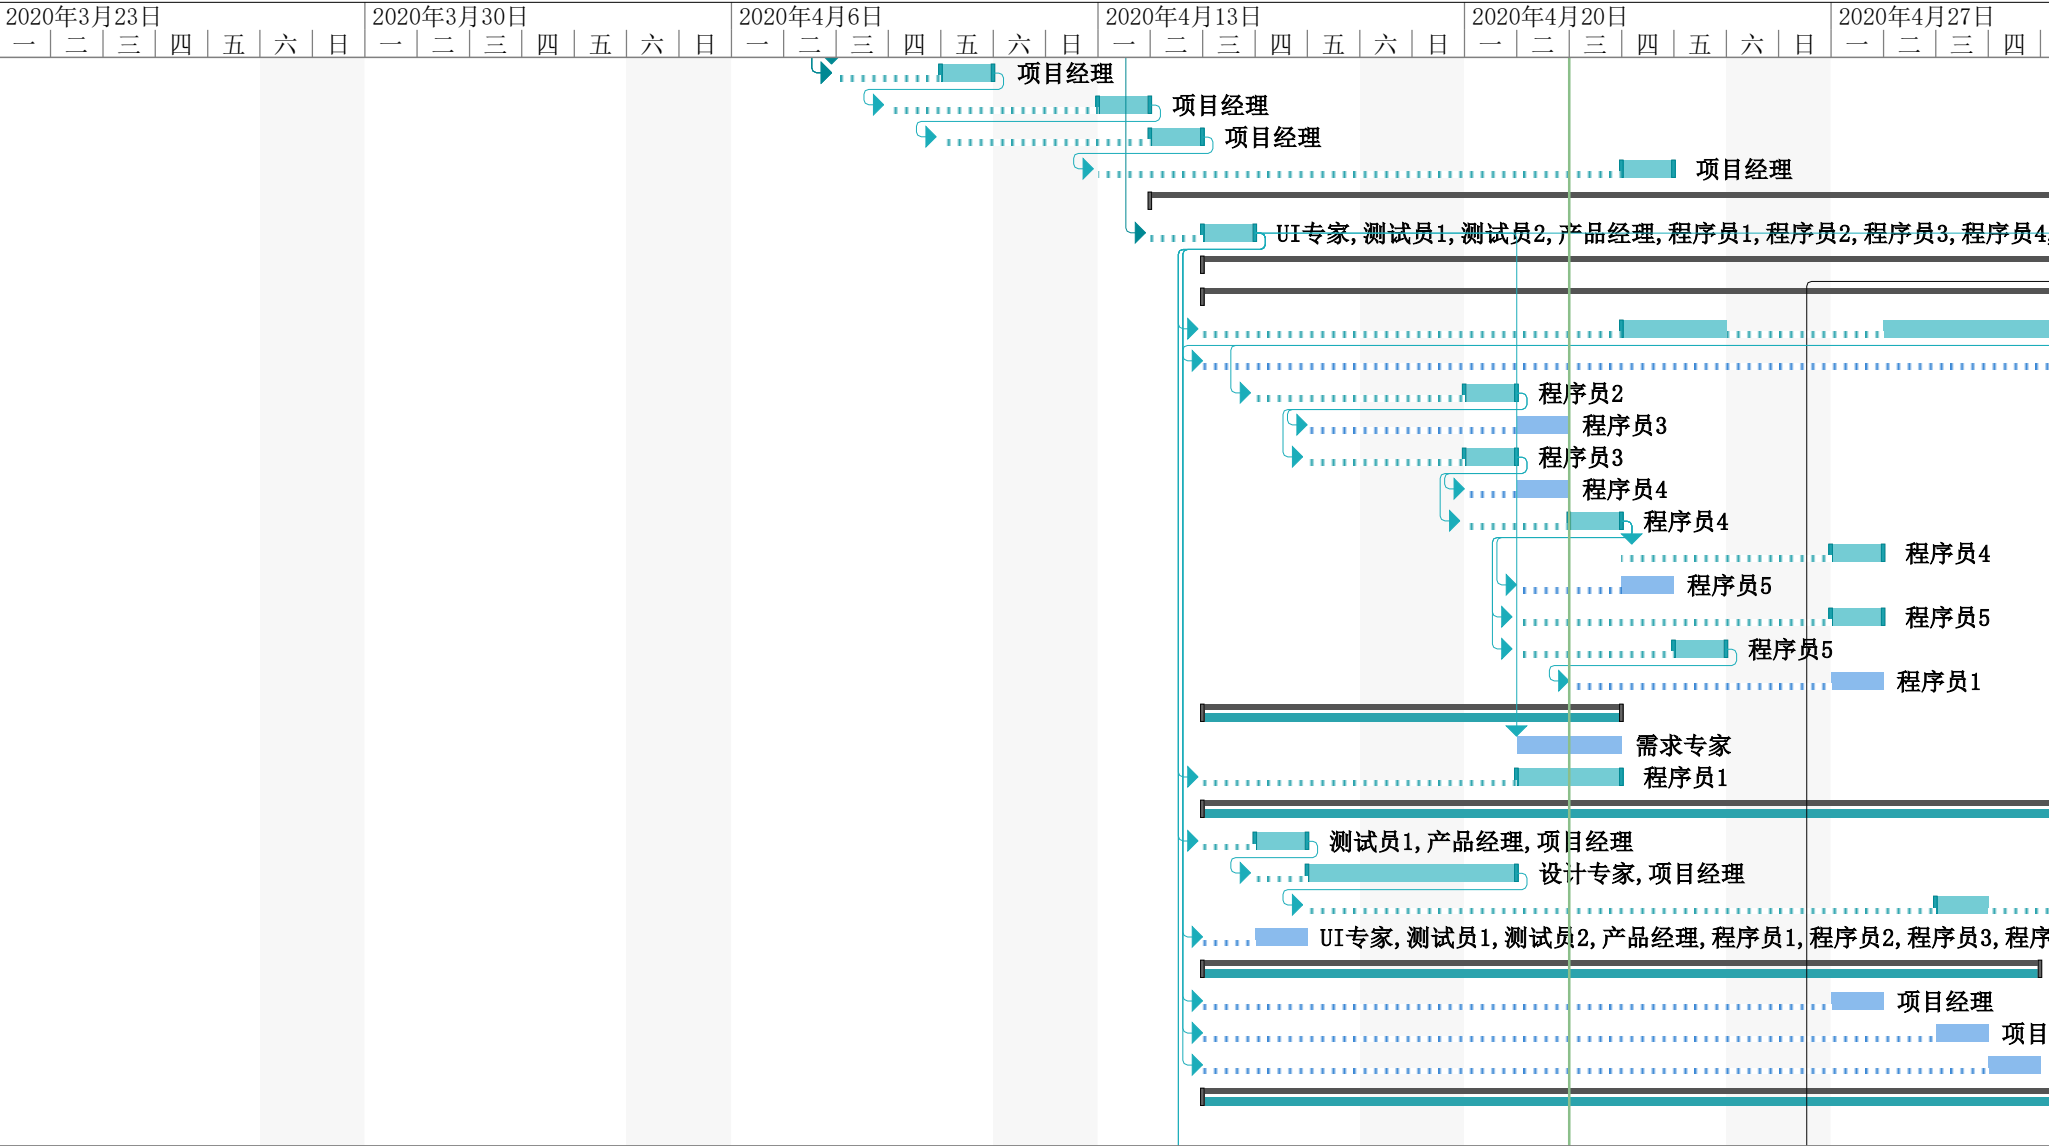 2020年3月23日 2020年3月30日 2020年4月6日 2020年4月13日 2020年4月20日 2020年4月27日
一 二 三 四 五 六 日 一 二 三 四 五 六 日 一 二 三 四 五 六 日 一 二 三 四 五 六 日 一 二 三 四 五 六 日 一 二 三 四
项目经理
项目经理
项目经理
项目经理
UI专家,测试员1,测试员2,产品经理,程序员1,程序员2,程序员3,程序员4,
程序员2
程序员3
程序员3
程序员4
程序员4
程序员4
程序员5
程序员5
程序员5
程序员1
需求专家
程序员1
测试员1,产品经理,项目经理
设计专家,项目经理
UI专家,测试员1,测试员2,产品经理,程序员1,程序员2,程序员3,程序
项目经理
项目